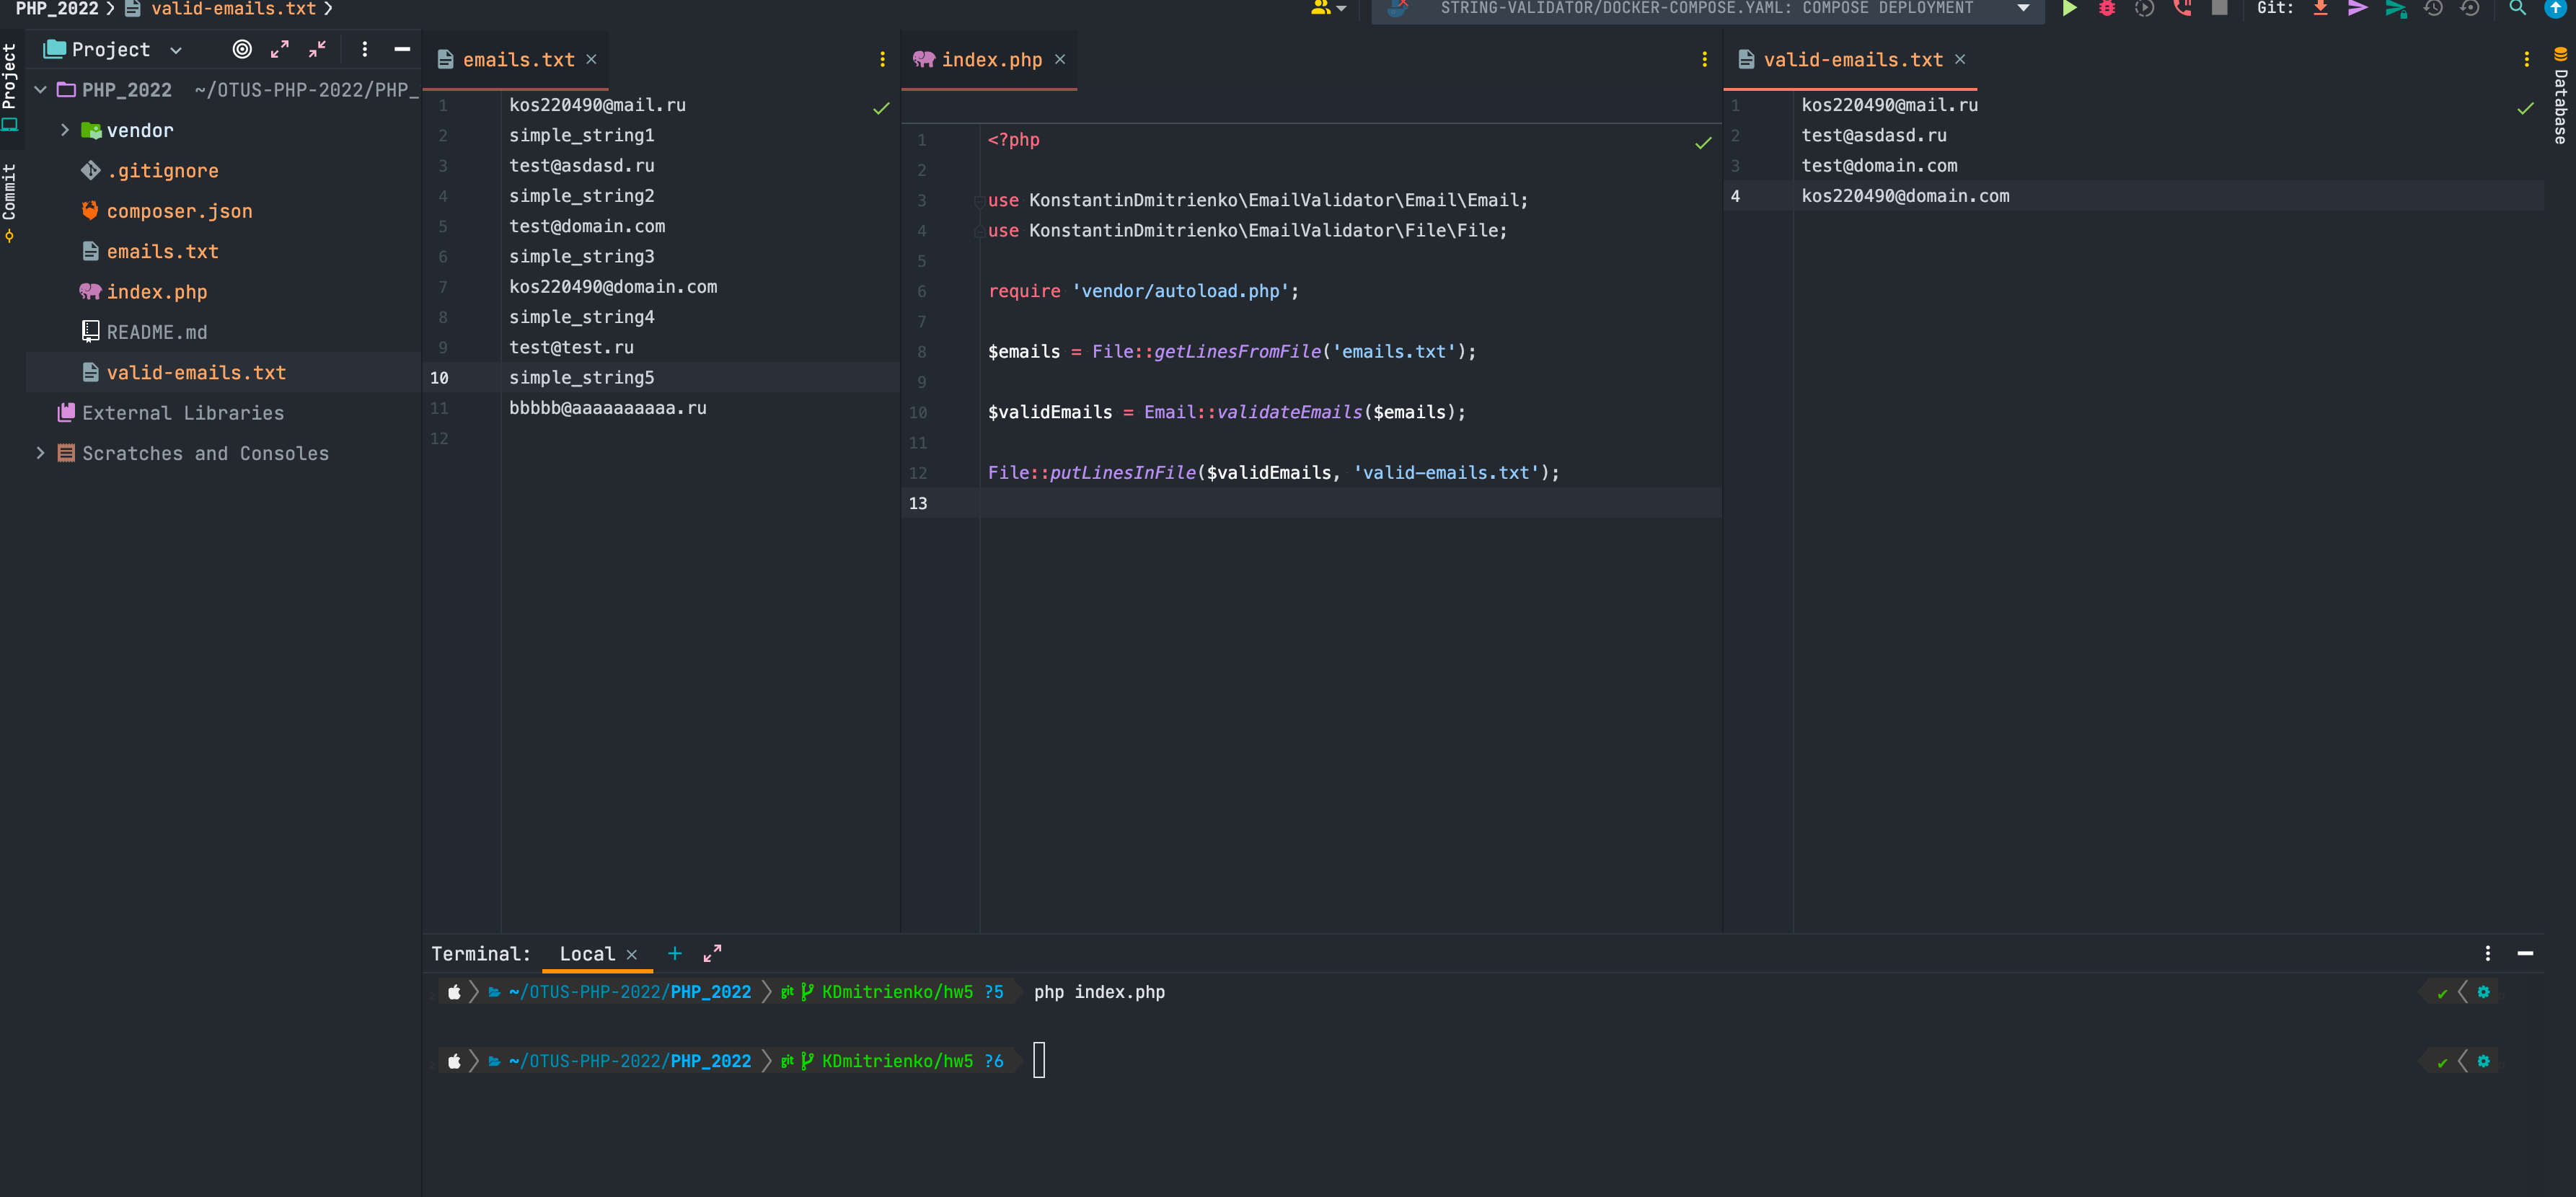 PHP_2022
valid-emails.txt
STRING-VALIDATOR/DOCKER-COMPOSE.YAML: COMPOSE DEPLOYMENT
Git:
Project
Commit
Project
PHP_2022 ~/OTUS-PHP-2022/PHP_
vendor
.gitignore
composer.json
emails.txt
index.php
README.md
valid-emails.txt
External Libraries
Scratches and Consoles
emails.txt
1 kos220490@mail.ru
2 simple_string1
3 test@asdasd.ru
4 simple_string2
5 test@domain.com
6 simple_string3
7 kos220490@domain.com
8 simple_string4
9 test@test.ru
10 simple_string5
11 bbbbb@aaaaaaaaaa.ru
12
index.php
1 <?php
2
3 use KonstantinDmitrienko\EmailValidator\Email\Email;
4 use KonstantinDmitrienko\EmailValidator\File\File;
5
6 require 'vendor/autoload.php';
7
8 $emails = File::getLinesFromFile('emails.txt');
9
10 $validEmails = Email::validateEmails($emails);
11
12 File::putLinesInFile($validEmails, 'valid-emails.txt');
13
valid-emails.txt
1 kos220490@mail.ru
2 test@asdasd.ru
3 test@domain.com
4 kos220490@domain.com
Database
Terminal: Local
~/OTUS-PHP-2022/PHP_2022 git KDmitrienko/hw5 ?5 php index.php
~/OTUS-PHP-2022/PHP_2022 git KDmitrienko/hw5 ?6